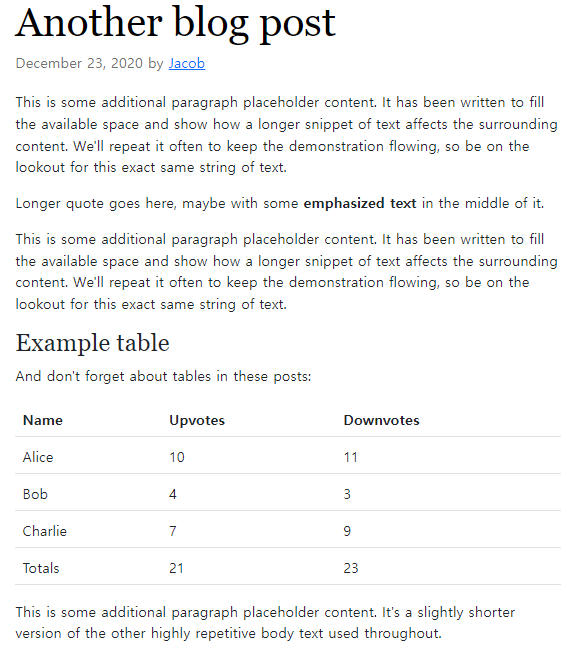 Another blog post
December 23, 2020 by Jacob
This is some additional paragraph placeholder content. It has been written to fill
the available space and show how a longer snippet of text affects the surrounding
content. We'll repeat it often to keep the demonstration flowing, so be on the
lookout for this exact same string of text.
Longer quote goes here, maybe with some emphasized text in the middle of it.
This is some additional paragraph placeholder content. It has been written to fill
the available space and show how a longer snippet of text affects the surrounding
content. We'll repeat it often to keep the demonstration flowing, so be on the
lookout for this exact same string of text.
Example table
And don't forget about tables in these posts:
Name Upvotes Downvotes
Alice 10 11
Bob 4 3
Charlie 7 9
Totals 21 23
This is some additional paragraph placeholder content. It's a slightly shorter
version of the other highly repetitive body text used throughout.